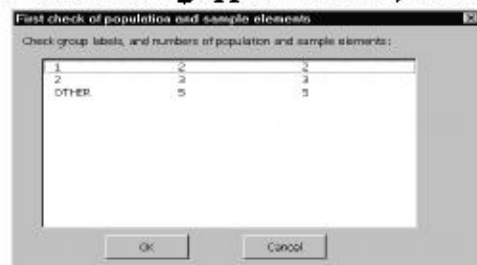 First check of population and sample elements
Check group labels, and numbers of population and sample elements:
1 2 2
2 3 3
OTHER 5 5
OK Cancel